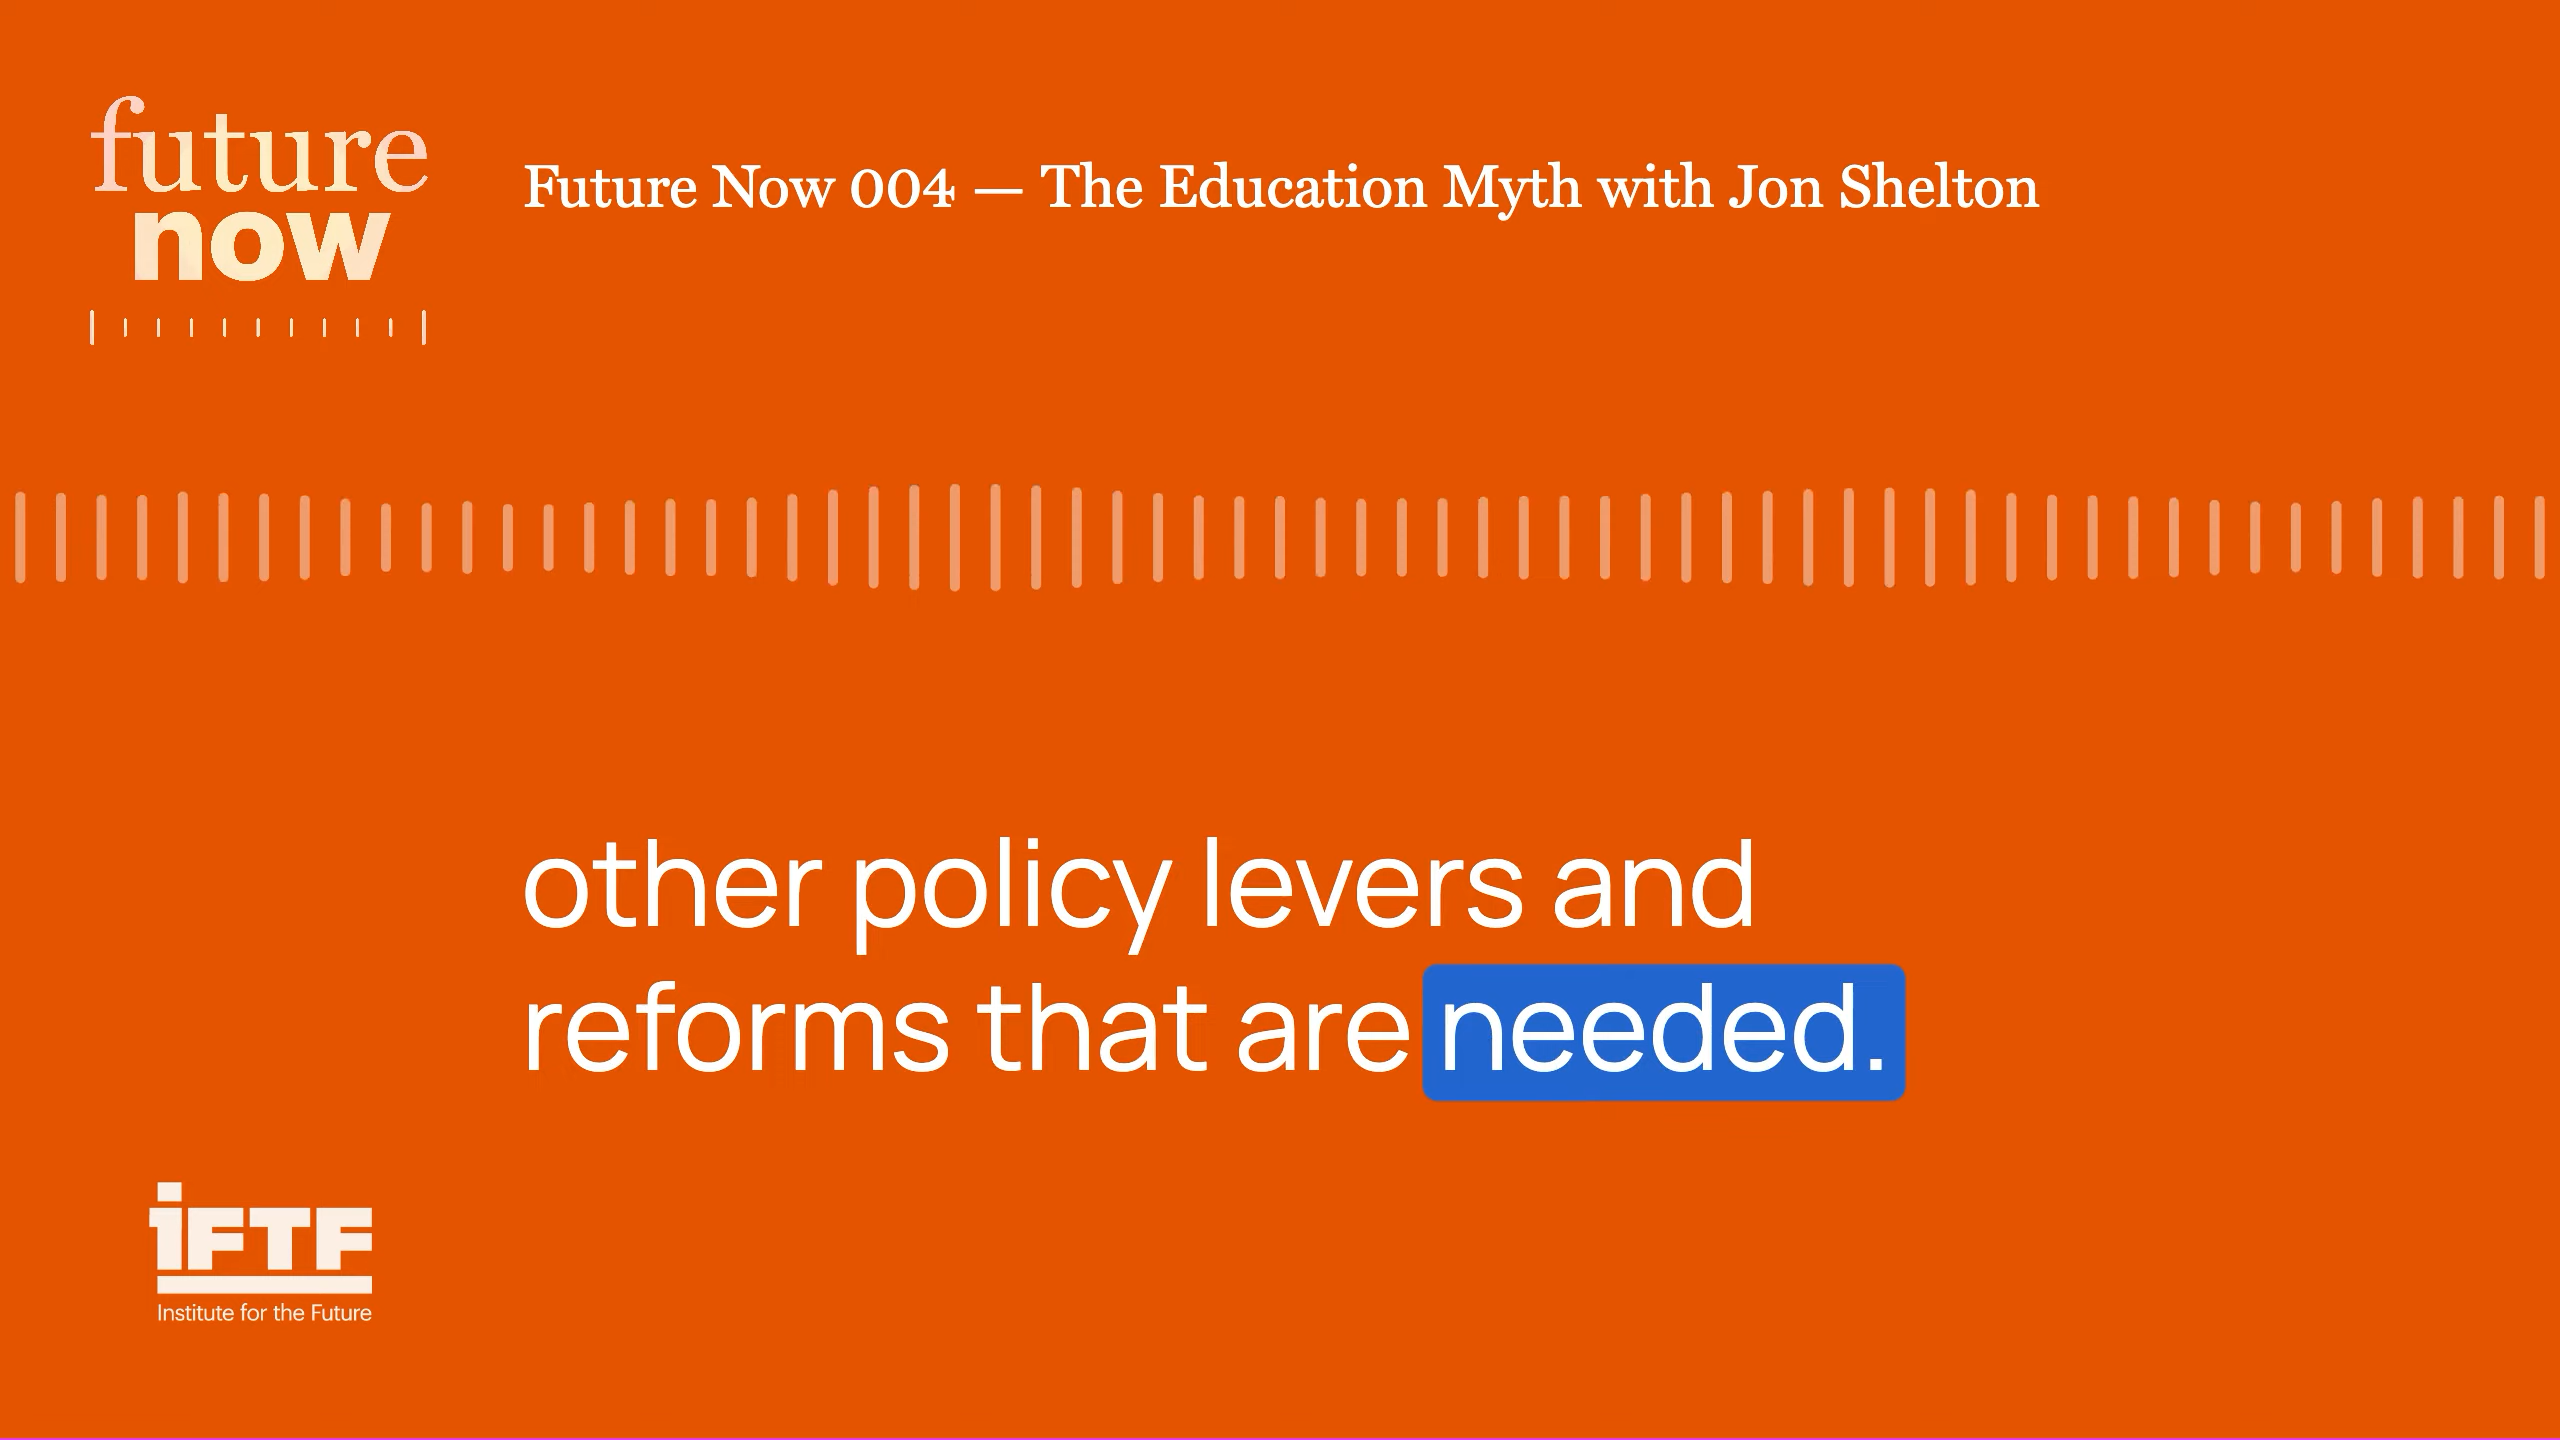 future
now
Future Now 004 — The Education Myth with Jon Shelton
other policy levers and
reforms that are needed.
iFTF
Institute for the Future